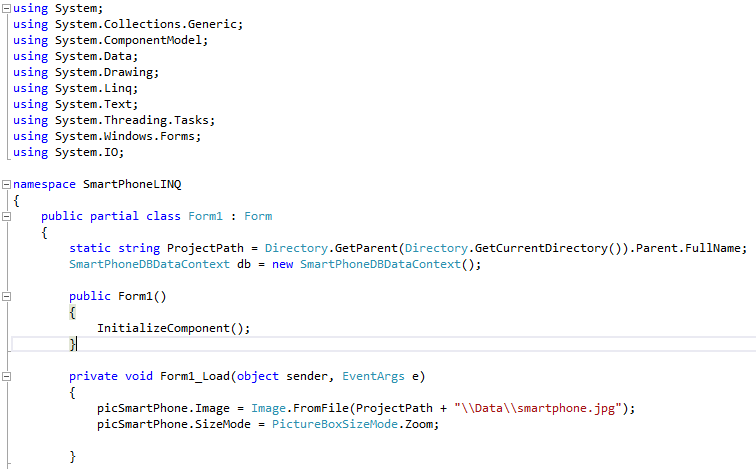 using System;
using System.Collections.Generic;
using System.ComponentModel;
using System.Data;
using System.Drawing;
using System.Linq;
using System.Text;
using System.Threading.Tasks;
using System.Windows.Forms;
using System.IO;
namespace SmartPhoneLINQ
{
public partial class Form1 : Form
{
static string ProjectPath = Directory.GetParent(Directory.GetCurrentDirectory()).Parent.FullName;
SmartPhoneDBDataContext db = new SmartPhoneDBDataContext();
public Form1()
{
InitializeComponent();
}
private void Form1_Load(object sender, EventArgs e)
{
picSmartPhone.Image = Image.FromFile(ProjectPath + "\\Data\\smartphone.jpg");
picSmartPhone.SizeMode = PictureBoxSizeMode.Zoom;
}